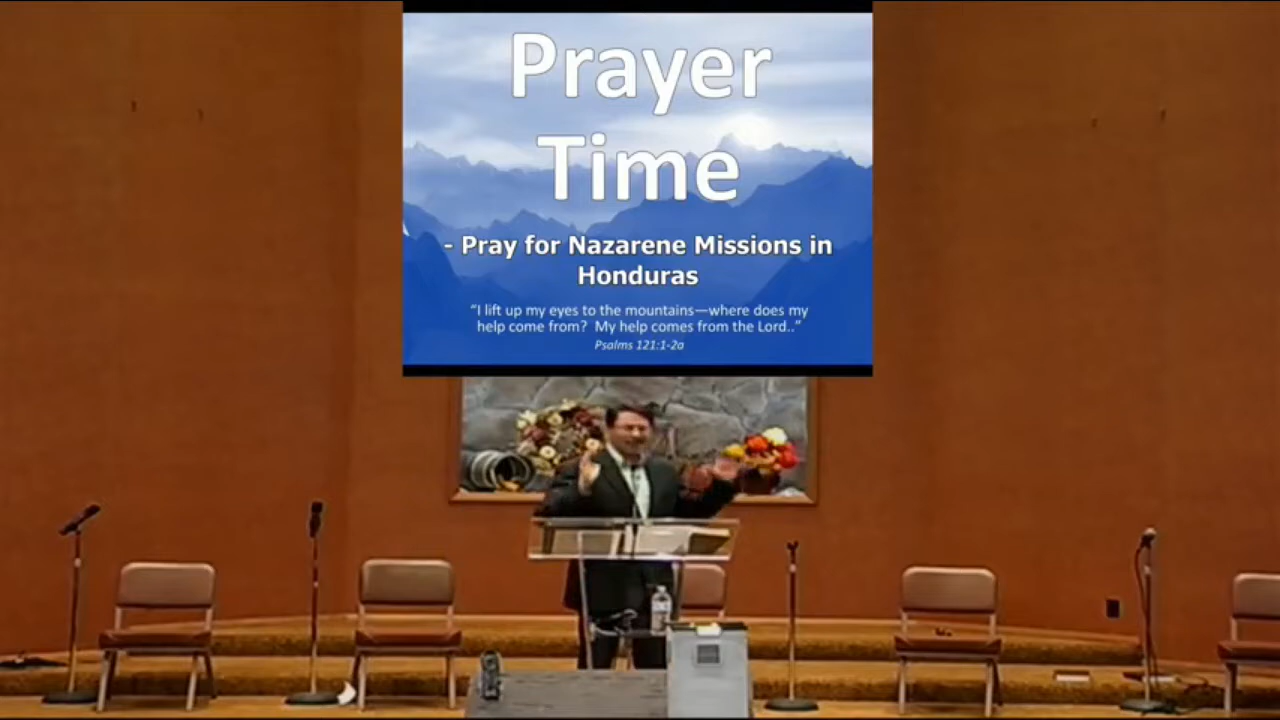 Prayer
Time
- Pray for Nazarene Missions in
Honduras
“I lift up my eyes to the mountains—where does my
help come from?  My help comes from the Lord..”
Psalms 121:1-2a